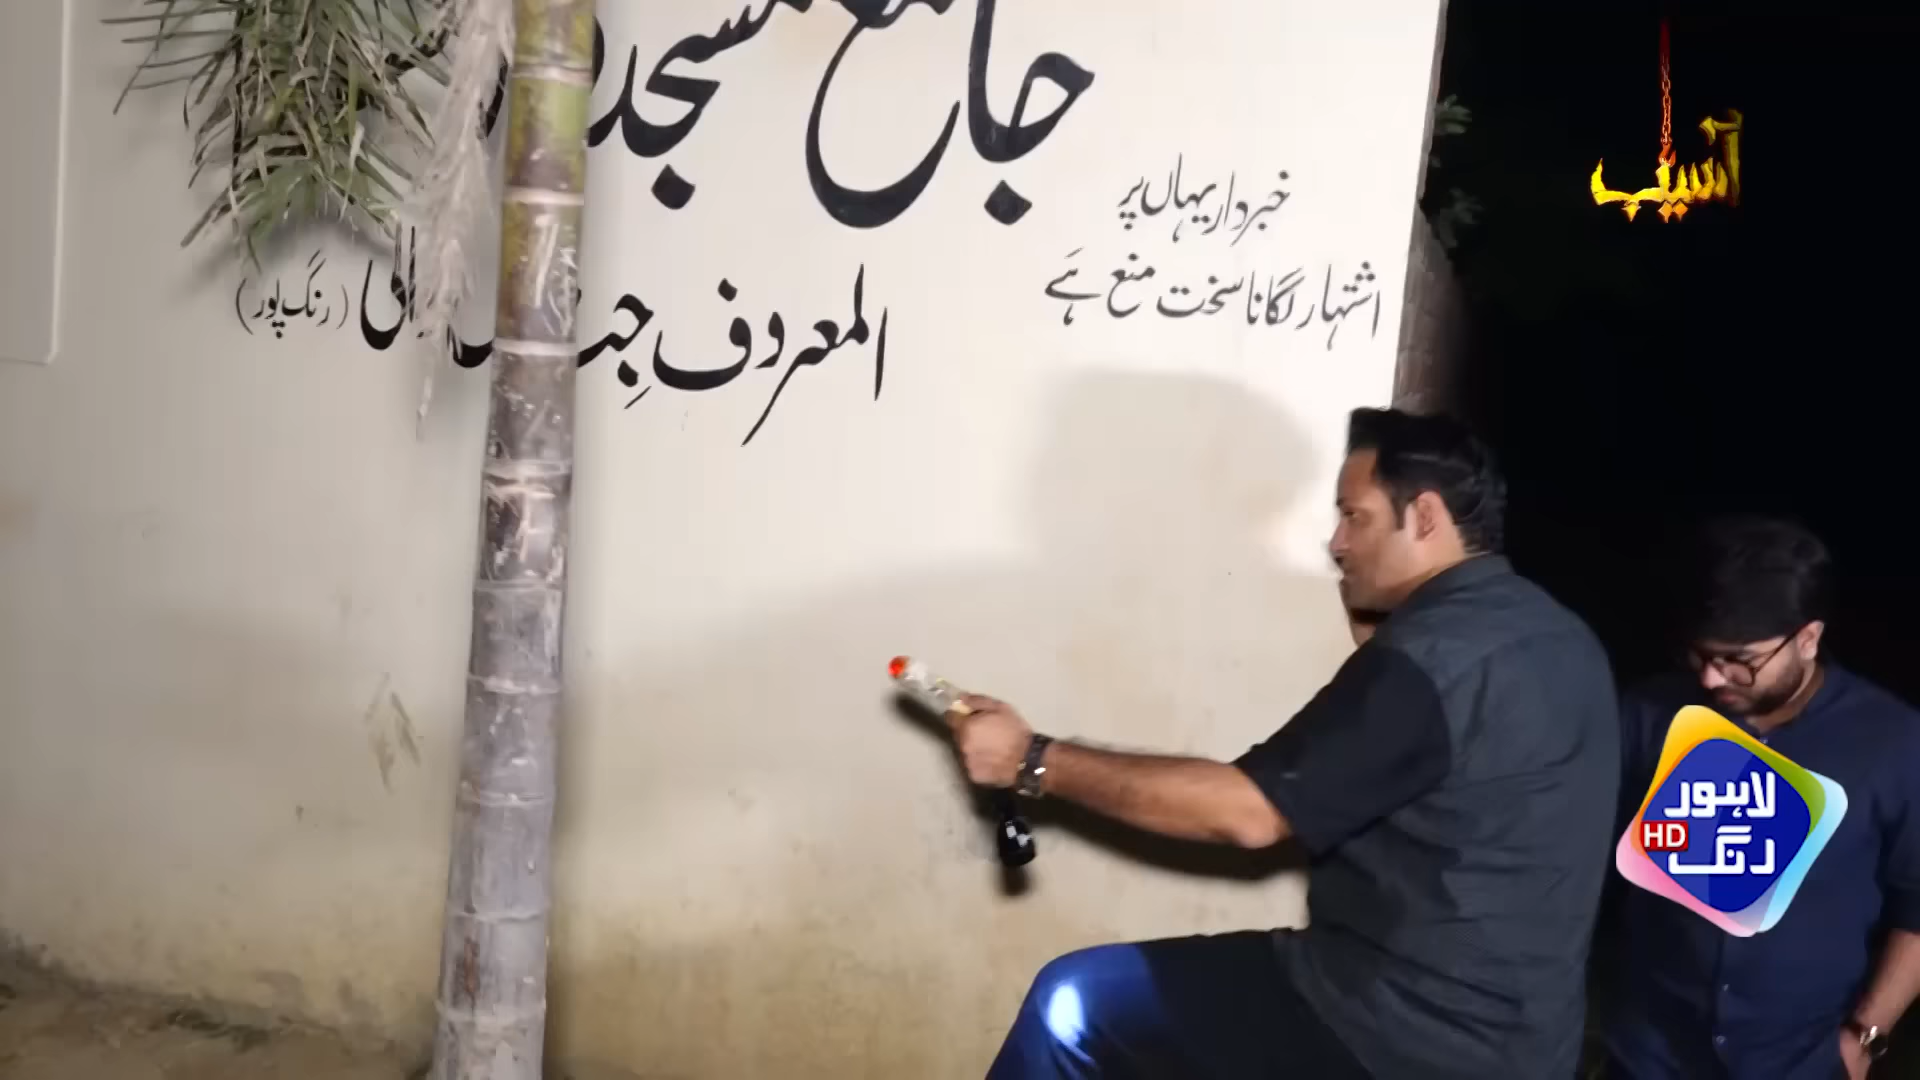 جامع مسجد
خبردار یہاں پر
اشتہار لگانا سخت منع ہے
المعروف
(رنگ پور)
آسیب
لاہور
رنگ
HD